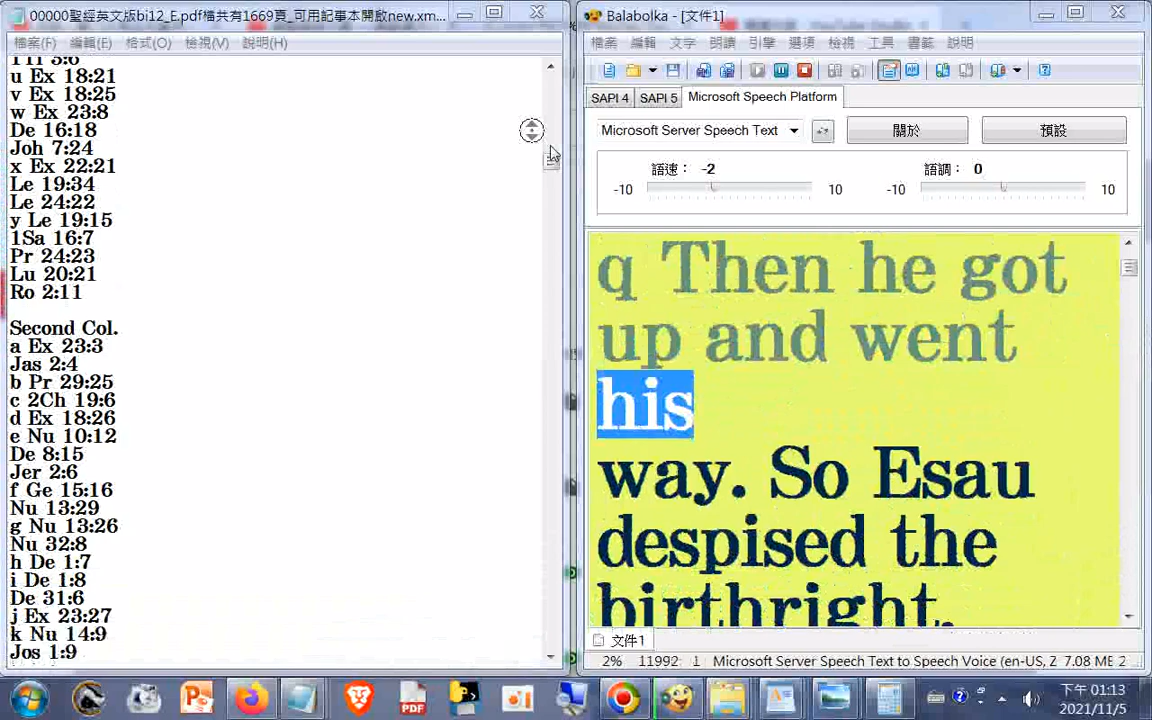 00000聖經英文版bi12_E.pdf檔共有1669頁_可用記事本開啟new.xm...
檔案(F) 編輯(E) 格式(O) 檢視(V) 說明(H)
1Ti 3:6
u Ex 18:21
v Ex 18:25
w Ex 23:8
De 16:18
Joh 7:24
x Ex 22:21
Le 19:34
Le 24:22
y Le 19:15
1Sa 16:7
Pr 24:23
Lu 20:21
Ro 2:11
Second Col.
a Ex 23:3
Jas 2:4
b Pr 29:25
c 2Ch 19:6
d Ex 18:26
e Nu 10:12
De 8:15
Jer 2:6
f Ge 15:16
Nu 13:29
g Nu 13:26
Nu 32:8
h De 1:7
i De 1:8
De 31:6
j Ex 23:27
k Nu 14:9
Jos 1:9
Balabolka - [文件1]
檔案 編輯 文字 朗讀 引擎 選項 檢視 工具 書籤 說明
SAPI 4 SAPI 5 Microsoft Speech Platform
Microsoft Server Speech Text 關於 預設
語速： -2 語調： 0
-10 10 -10 10
q Then he got
up and went
his
way. So Esau
despised the
birthright.
文件1
2% 11992: 1 Microsoft Server Speech Text to Speech Voice (en-US, Z 7.08 ME 2
下午 01:13
2021/11/5